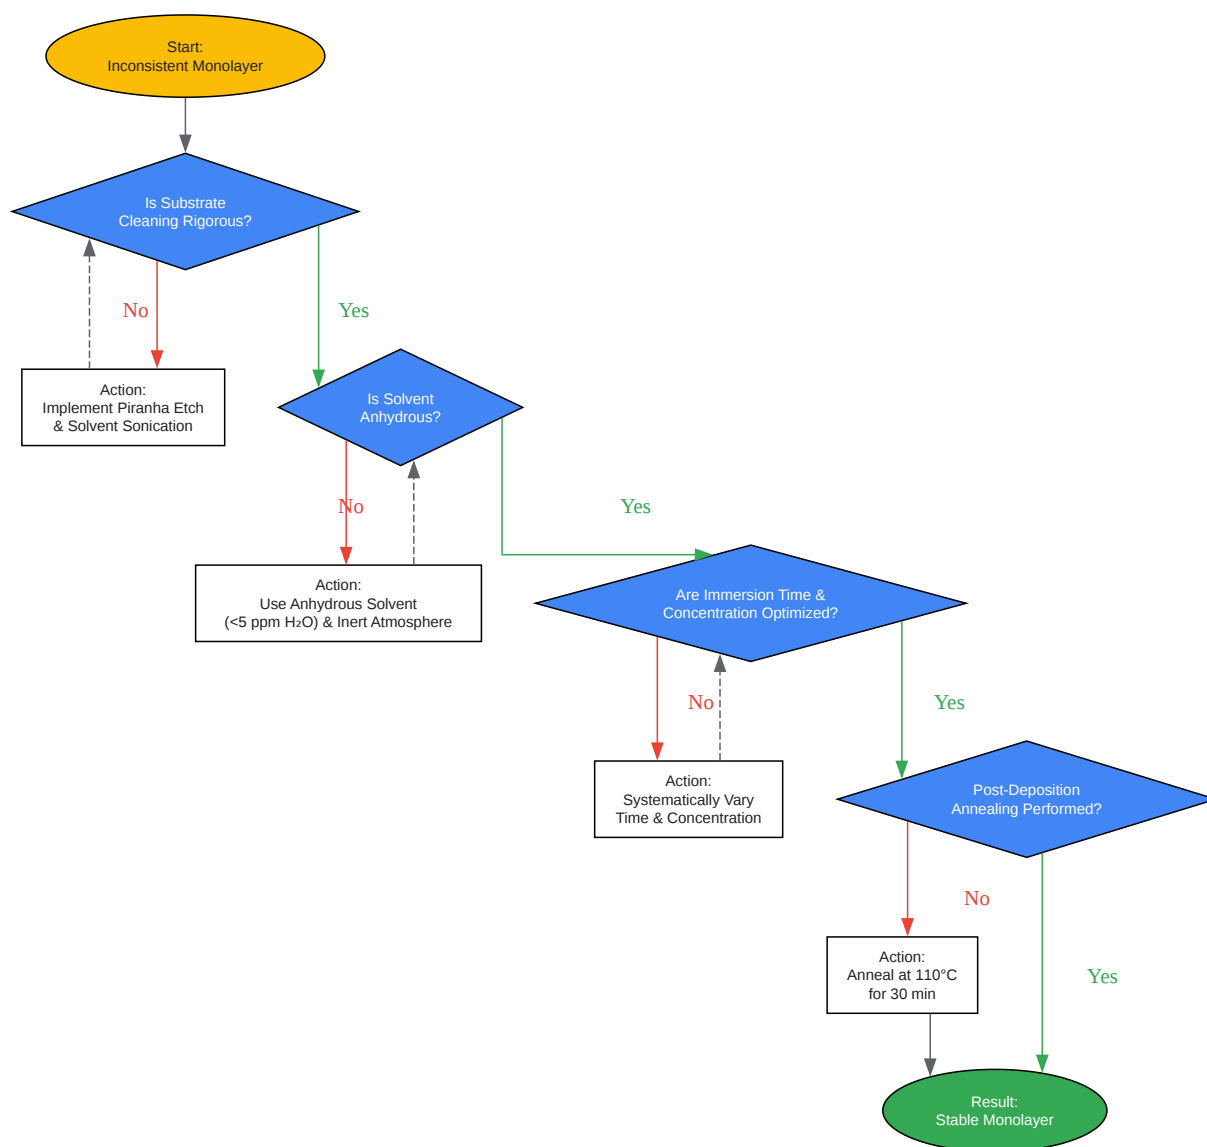 Start:
Inconsistent Monolayer
Is Substrate
Cleaning Rigorous?
No
Yes
Action:
Implement Piranha Etch
& Solvent Sonication
Is Solvent
Anhydrous?
No
Yes
Action:
Use Anhydrous Solvent
(<5 ppm H₂O) & Inert Atmosphere
Are Immersion Time &
Concentration Optimized?
No
Yes
Action:
Systematically Vary
Time & Concentration
Post-Deposition
Annealing Performed?
No
Yes
Action:
Anneal at 110°C
for 30 min
Result:
Stable Monolayer